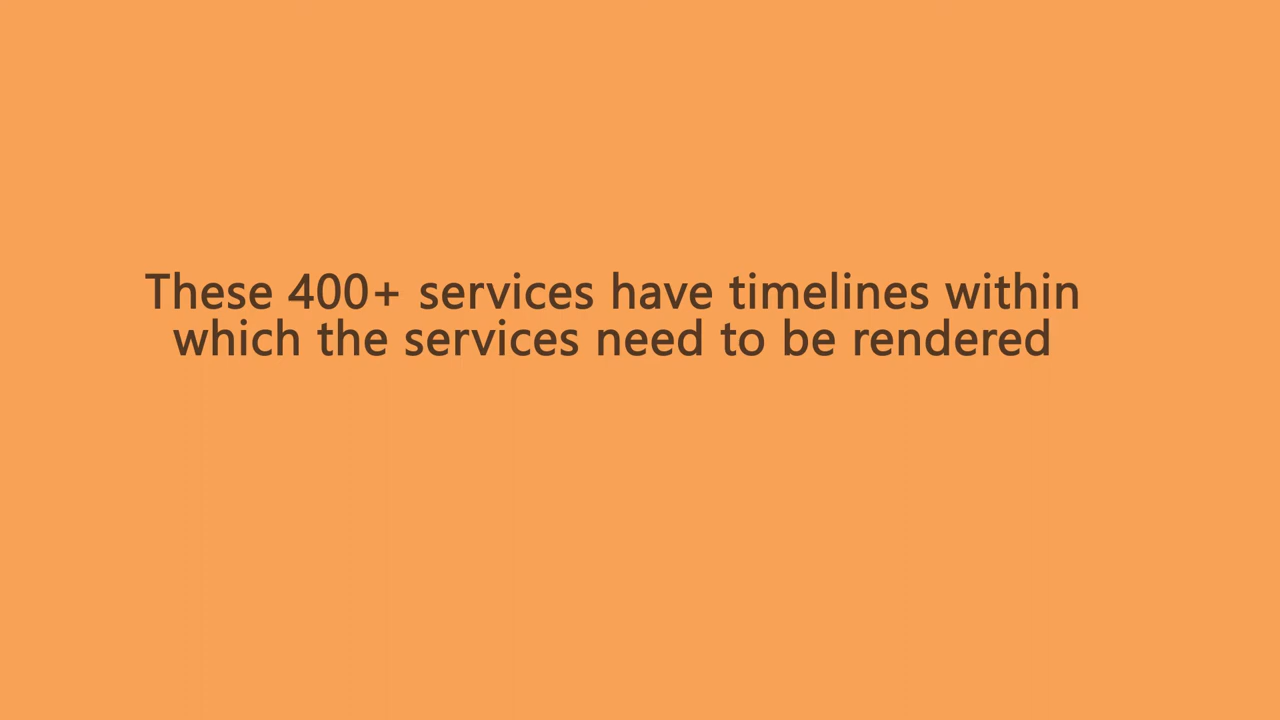 These 400+ services have timelines within
which the services need to be rendered